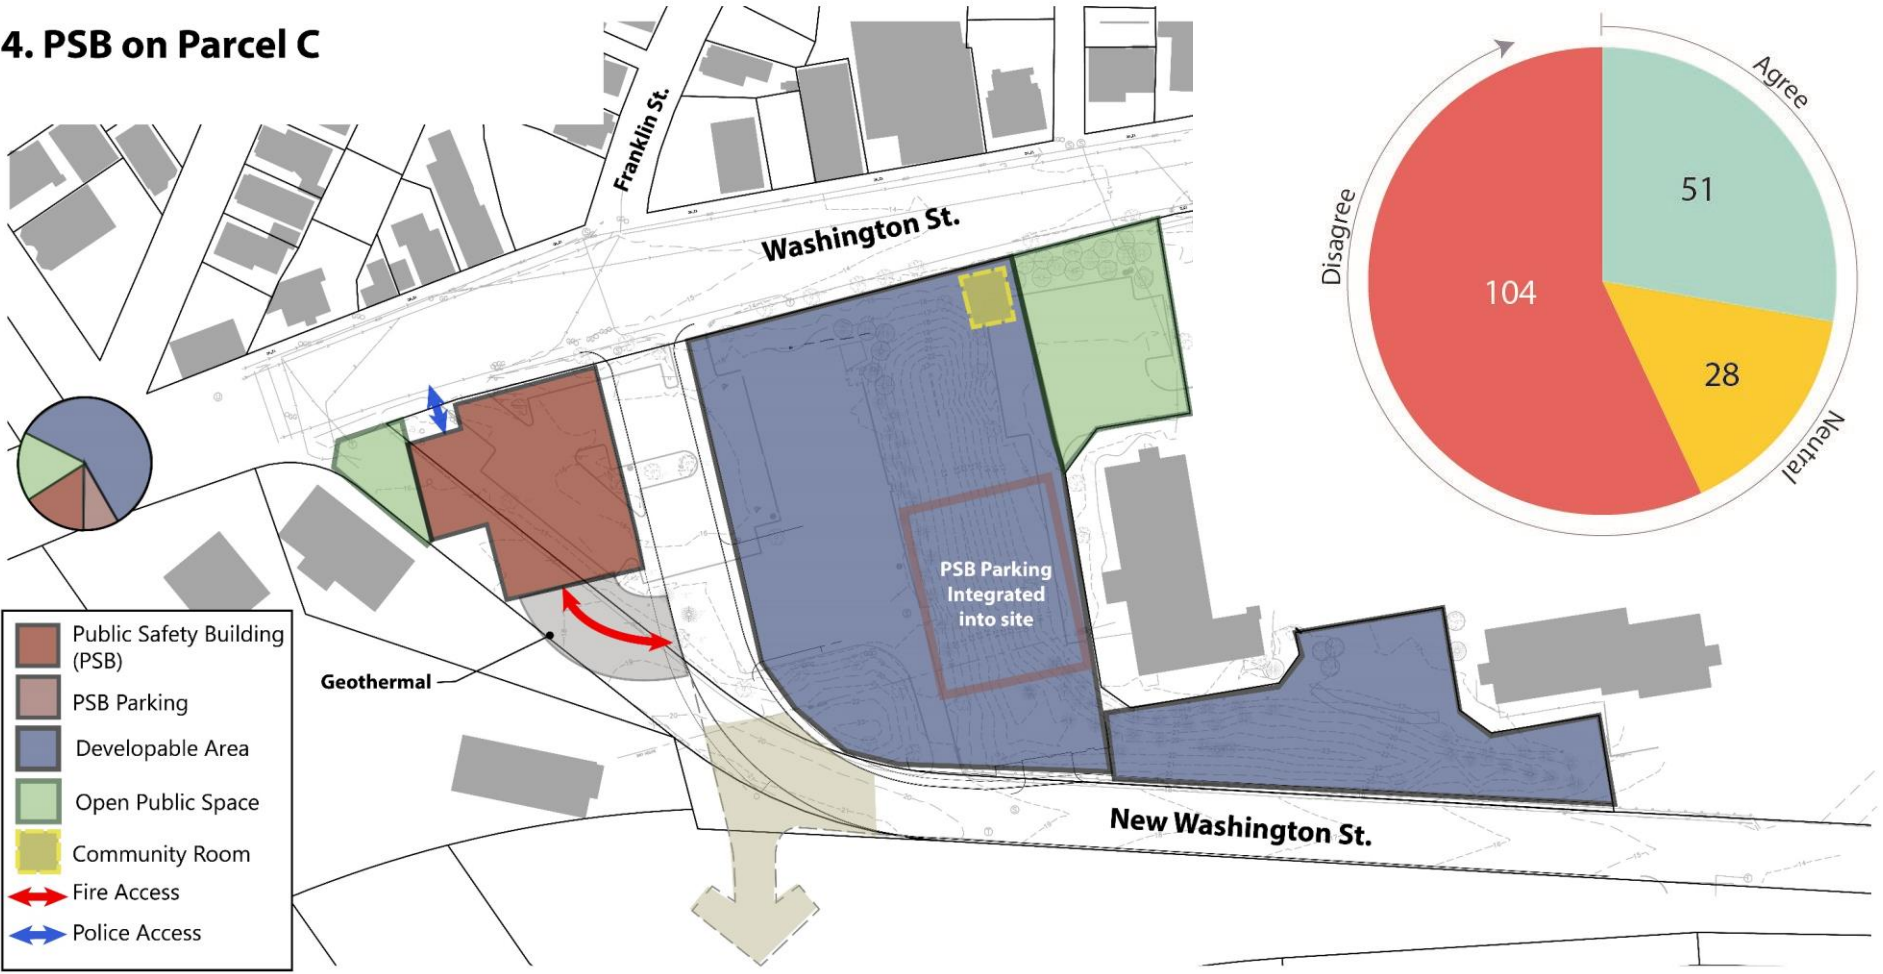 4. PSB on Parcel C
Franklin St.
Washington St.
PSB Parking
Integrated
into site
Geothermal
New Washington St.
Public Safety Building
(PSB)
PSB Parking
Developable Area
Open Public Space
Community Room
Fire Access
Police Access
Agree
51
Disagree
104
28
Neutral